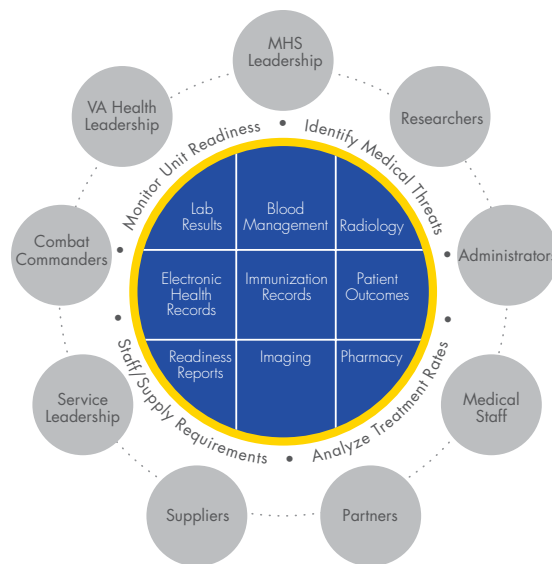 MHS
Leadership
VA Health
Leadership
Researchers
Monitor Unit Readiness
Identify Medical Threats
Lab
Results
Blood
Management
Radiology
Combat
Commanders
Administrators
Electronic
Health
Records
Immunization
Records
Patient
Outcomes
Readiness
Reports
Imaging
Pharmacy
Staff/Supply Requirements
Analyze Treatment Rates
Service
Leadership
Medical
Staff
Suppliers
Partners